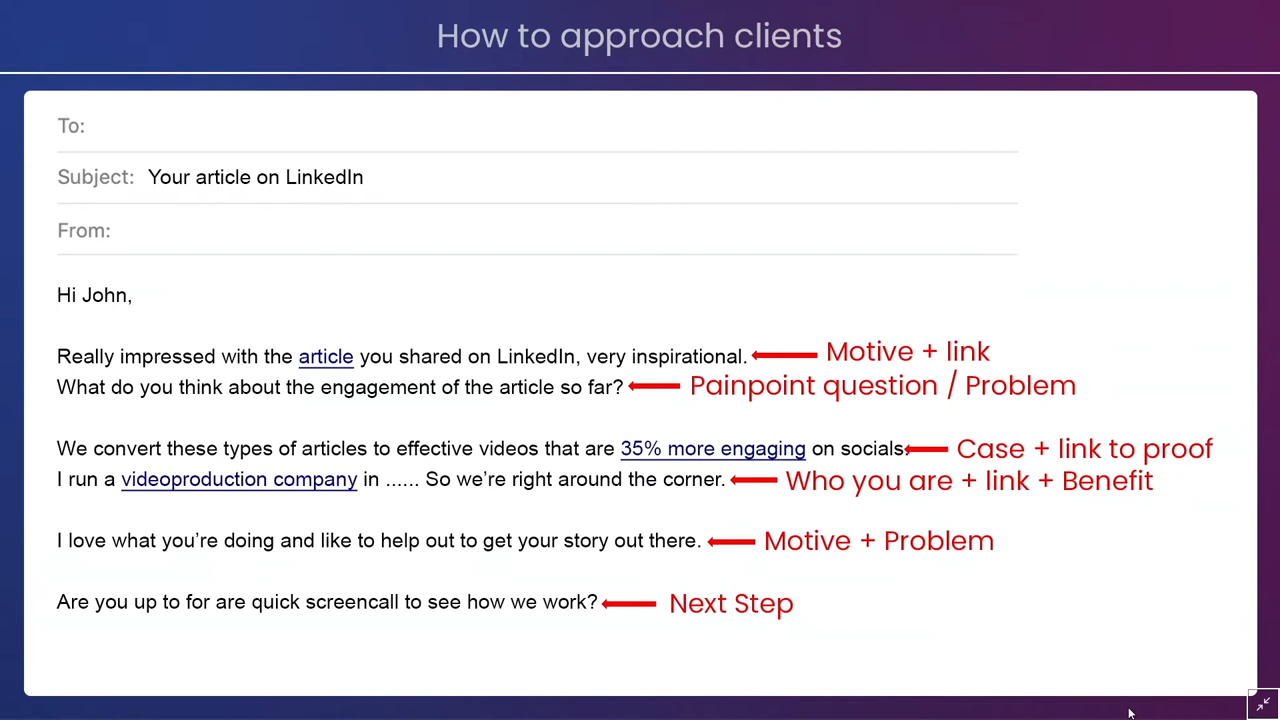 How to approach clients
To:
Subject: Your article on LinkedIn
From:
Hi John,
Really impressed with the article you shared on LinkedIn, very inspirational. Motive + link
What do you think about the engagement of the article so far? Painpoint question / Problem
We convert these types of articles to effective videos that are 35% more engaging on socials. Case + link to proof
I run a videoproduction company in ...... So we're right around the corner. Who you are + link + Benefit
I love what you're doing and like to help out to get your story out there. Motive + Problem
Are you up to for are quick screencall to see how we work? Next Step